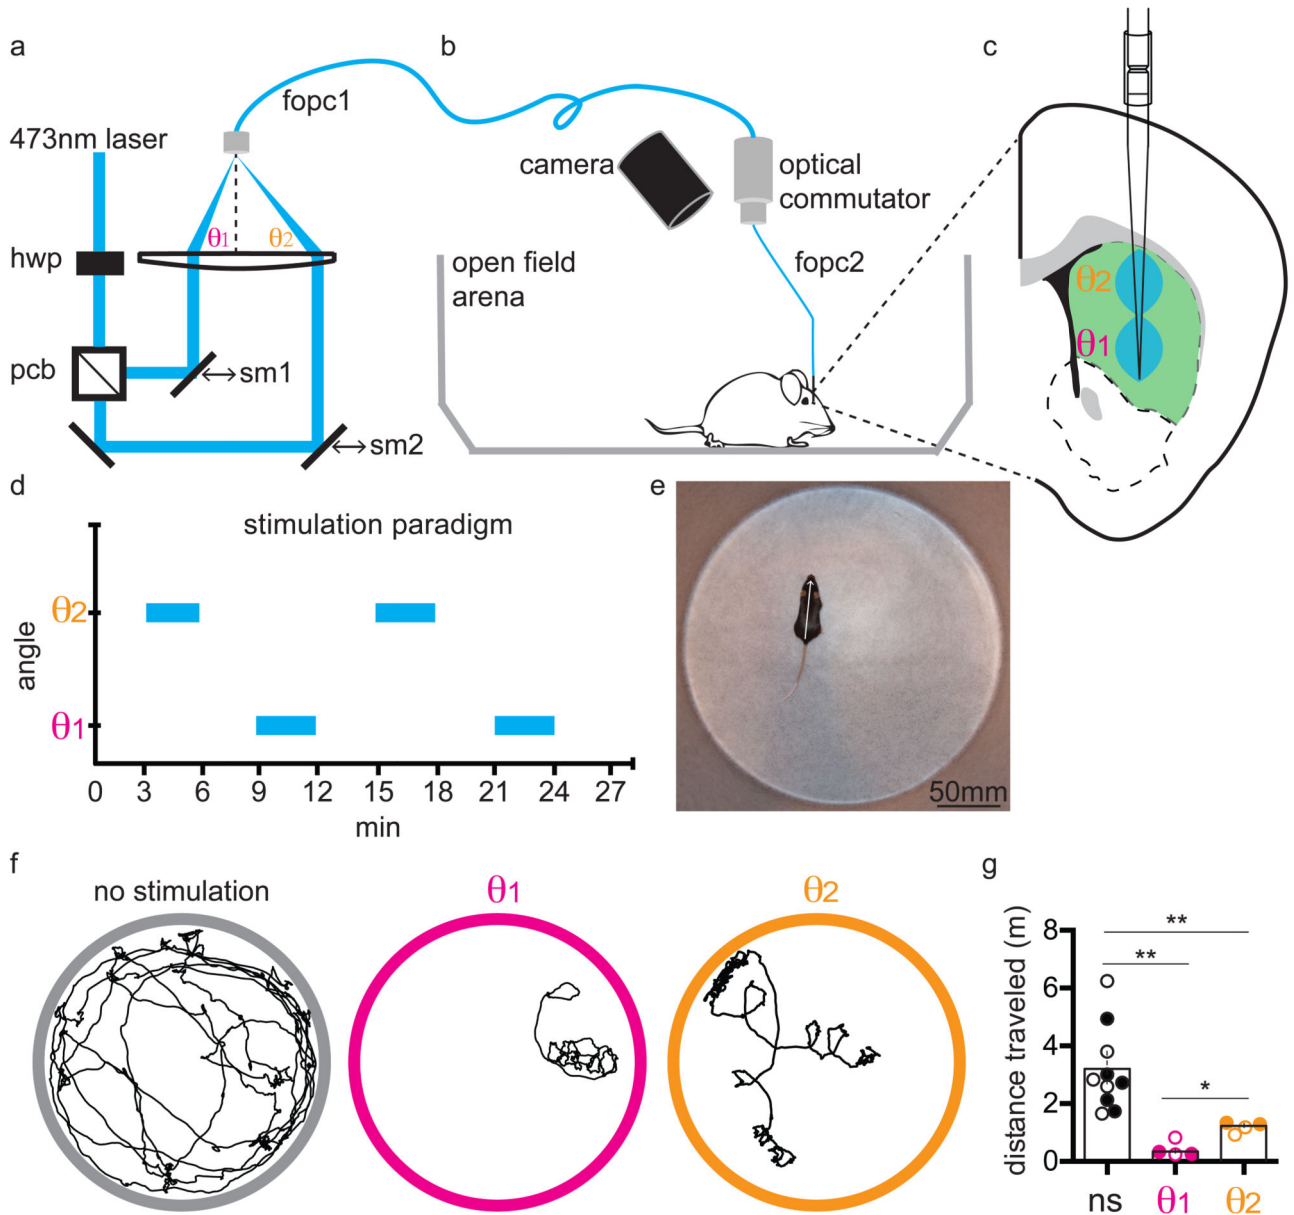 a
473nm laser
hwp
pcb
fopc1
θ1
θ2
sm1
sm2
b
camera
optical
commutator
fopc2
open field
arena
c
θ2
θ1
d
stimulation paradigm
angle
θ2
θ1
0 3 6 9 12 15 18 21 24 27
min
e
50mm
f
no stimulation
θ1
θ2
g
distance traveled (m)
8
6
4
2
0
**
**
*
ns θ1 θ2